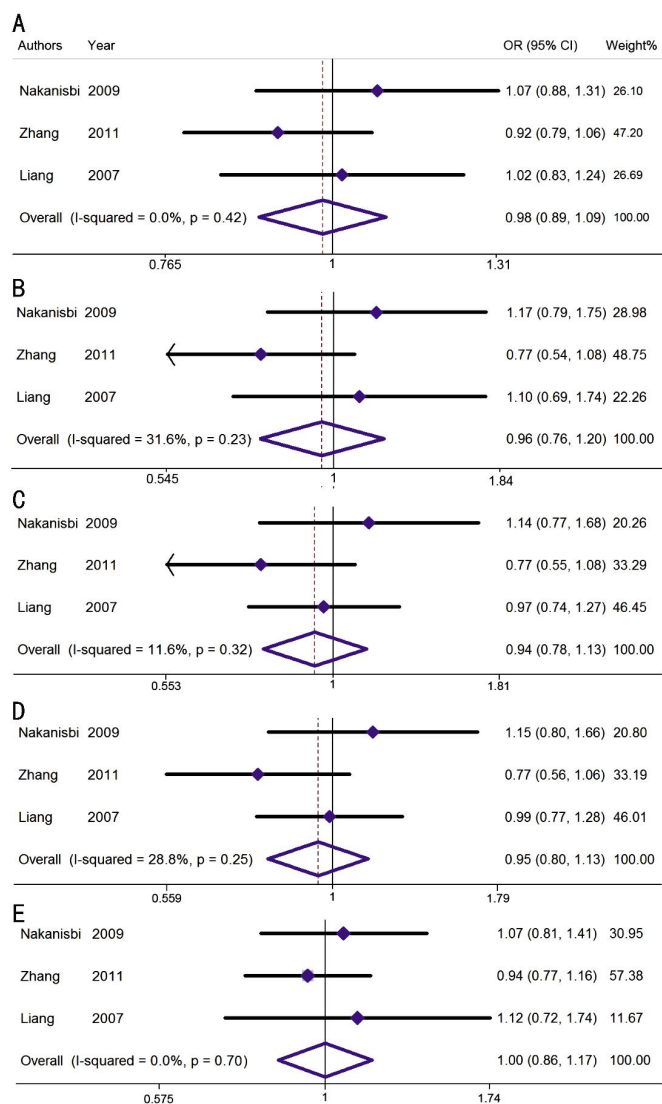 A
Authors Year OR (95% CI) Weight%
Nakanisbi 2009 1.07 (0.88, 1.31) 26.10
Zhang 2011 0.92 (0.79, 1.06) 47.20
Liang 2007 1.02 (0.83, 1.24) 26.69
Overall (I-squared = 0.0%, p = 0.42) 0.98 (0.89, 1.09) 100.00
0.765 1 1.31
B
Nakanisbi 2009 1.17 (0.79, 1.75) 28.98
Zhang 2011 0.77 (0.54, 1.08) 48.75
Liang 2007 1.10 (0.69, 1.74) 22.26
Overall (I-squared = 31.6%, p = 0.23) 0.96 (0.76, 1.20) 100.00
0.545 1 1.84
C
Nakanisbi 2009 1.14 (0.77, 1.68) 20.26
Zhang 2011 0.77 (0.55, 1.08) 33.29
Liang 2007 0.97 (0.74, 1.27) 46.45
Overall (I-squared = 11.6%, p = 0.32) 0.94 (0.78, 1.13) 100.00
0.553 1 1.81
D
Nakanisbi 2009 1.15 (0.80, 1.66) 20.80
Zhang 2011 0.77 (0.56, 1.06) 33.19
Liang 2007 0.99 (0.77, 1.28) 46.01
Overall (I-squared = 28.8%, p = 0.25) 0.95 (0.80, 1.13) 100.00
0.559 1 1.79
E
Nakanisbi 2009 1.07 (0.81, 1.41) 30.95
Zhang 2011 0.94 (0.77, 1.16) 57.38
Liang 2007 1.12 (0.72, 1.74) 11.67
Overall (I-squared = 0.0%, p = 0.70) 1.00 (0.86, 1.17) 100.00
0.575 1 1.74